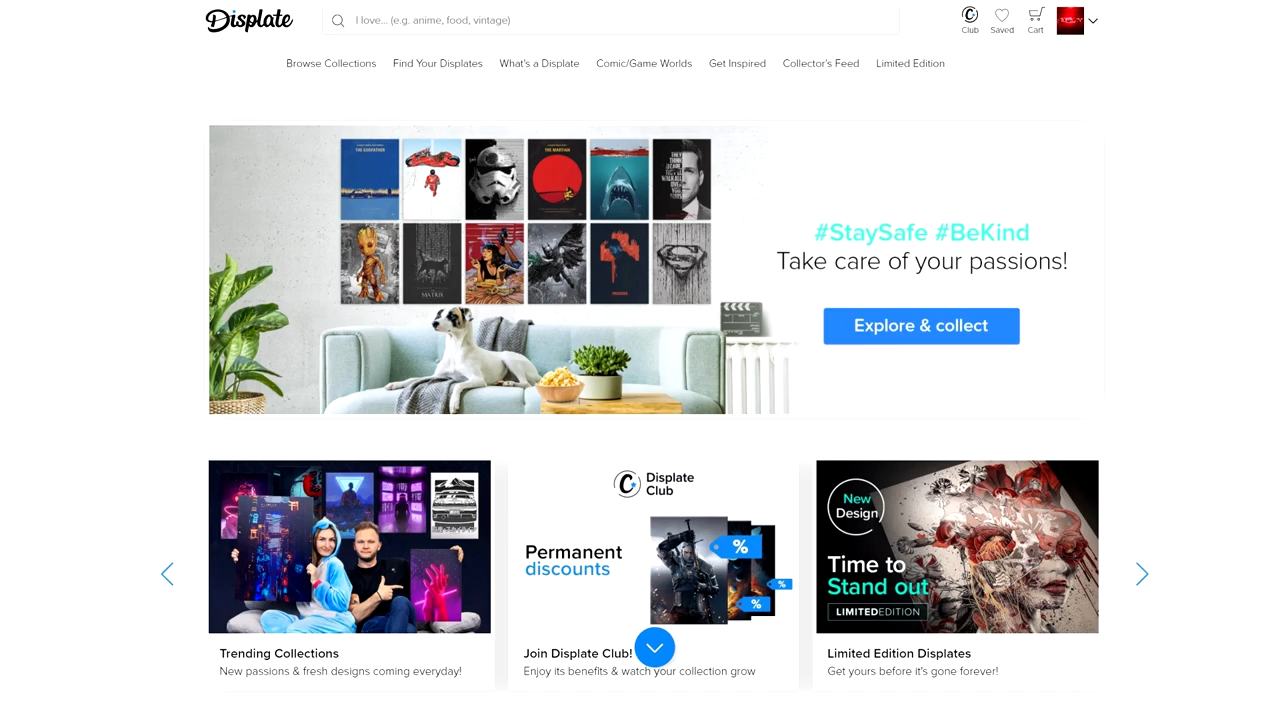 Displate
I love... (e.g. anime, food, vintage)
Club
Saved
Cart
Browse Collections
Find Your Displates
What's a Displate
Comic/Game Worlds
Get Inspired
Collector's Feed
Limited Edition
THE GODFATHER
THE MARTIAN
THEY
THINK
MATRIX
#StaySafe #BeKind
Take care of your passions!
Explore & collect
Displate
Club
Permanent
discounts
%
%
%
New
Design
Time to
Stand out
LIMITEDEDITION
Trending Collections
New passions & fresh designs coming everyday!
Join Displate Club!
Enjoy its benefits & watch your collection grow
Limited Edition Displates
Get yours before it's gone forever!